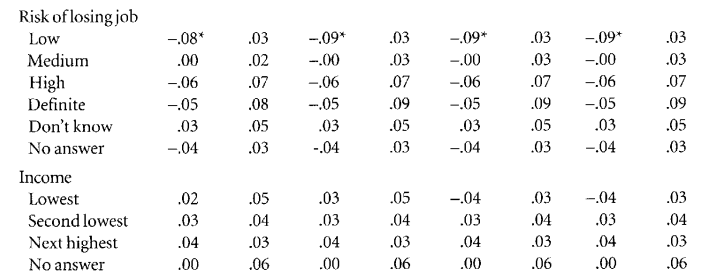 Risk of losing job
Low –.08* .03 –.09* .03 –.09* .03 –.09* .03
Medium .00 .02 –.00 .03 –.00 .03 –.00 .03
High –.06 .07 –.06 .07 –.06 .07 –.06 .07
Definite –.05 .08 –.05 .09 –.05 .09 –.05 .09
Don't know .03 .05 .03 .05 .03 .05 .03 .05
No answer –.04 .03 -.04 .03 –.04 .03 –.04 .03
Income
Lowest .02 .05 .03 .05 –.04 .03 –.04 .03
Second lowest .03 .04 .03 .04 .03 .04 .03 .04
Next highest .04 .03 .04 .03 .04 .03 .04 .03
No answer .00 .06 .00 .06 .00 .06 .00 .06